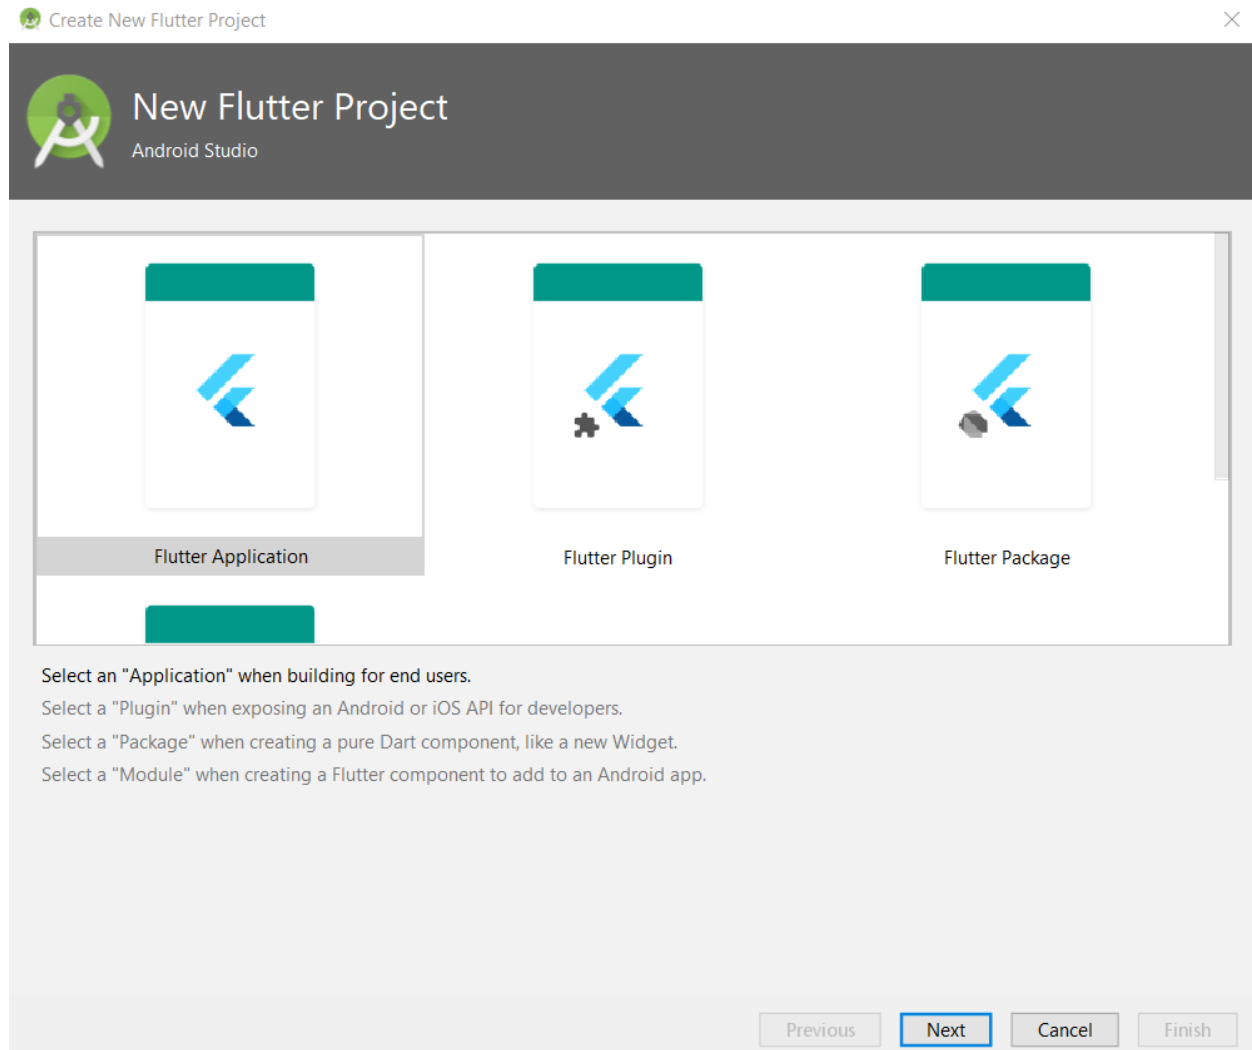 Create New Flutter Project
New Flutter Project
Android Studio
Flutter Application
Flutter Plugin
Flutter Package
Select an "Application" when building for end users.
Select a "Plugin" when exposing an Android or iOS API for developers.
Select a "Package" when creating a pure Dart component, like a new Widget.
Select a "Module" when creating a Flutter component to add to an Android app.
Previous
Next
Cancel
Finish